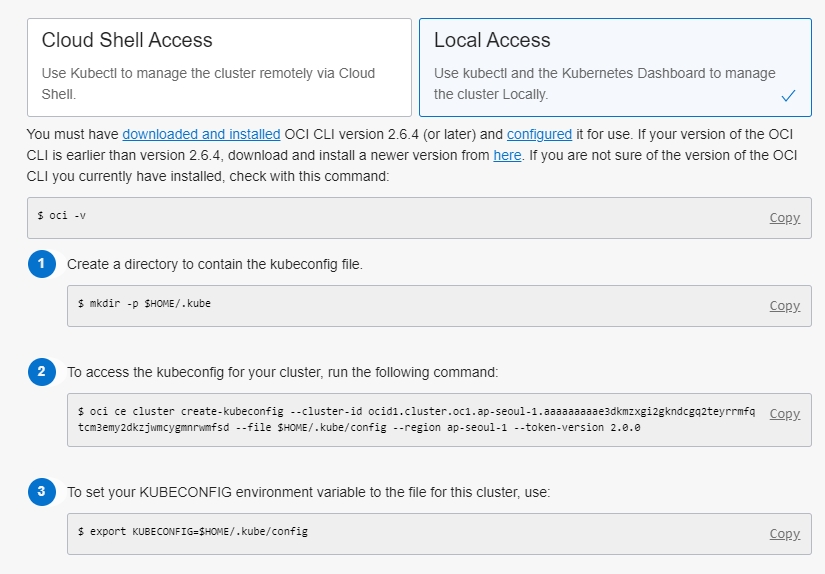 Cloud Shell Access
Use Kubectl to manage the cluster remotely via Cloud
Shell.
Local Access
Use kubectl and the Kubernetes Dashboard to manage
the cluster Locally.
You must have downloaded and installed OCI CLI version 2.6.4 (or later) and configured it for use. If your version of the OCI
CLI is earlier than version 2.6.4, download and install a newer version from here. If you are not sure of the version of the OCI
CLI you currently have installed, check with this command:
$ oci -v
Copy
1 Create a directory to contain the kubeconfig file.
$ mkdir -p $HOME/.kube
Copy
2 To access the kubeconfig for your cluster, run the following command:
$ oci ce cluster create-kubeconfig --cluster-id ocid1.cluster.oc1.ap-seoul-1.aaaaaaaaae3dkmzxgi2gkndcgq2teyrrmfq
tcm3emy2dkzjwmcygmnrwmfsd --file $HOME/.kube/config --region ap-seoul-1 --token-version 2.0.0
Copy
3 To set your KUBECONFIG environment variable to the file for this cluster, use:
$ export KUBECONFIG=$HOME/.kube/config
Copy